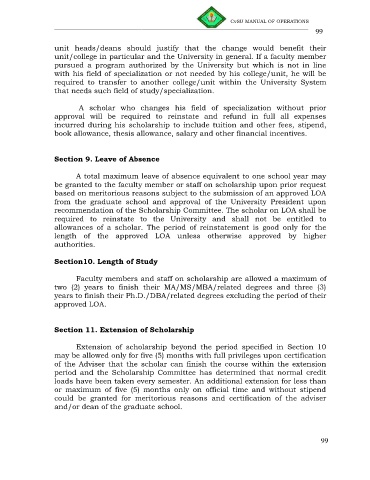 CvSU MANUAL OF OPERATIONS
99
unit heads/deans should justify that the change would benefit their
unit/college in particular and the University in general. If a faculty member
pursued a program authorized by the University but which is not in line
with his field of specialization or not needed by his college/unit, he will be
required to transfer to another college/unit within the University System
that needs such field of study/specialization.
A scholar who changes his field of specialization without prior
approval will be required to reinstate and refund in full all expenses
incurred during his scholarship to include tuition and other fees, stipend,
book allowance, thesis allowance, salary and other financial incentives.
Section 9. Leave of Absence
A total maximum leave of absence equivalent to one school year may
be granted to the faculty member or staff on scholarship upon prior request
based on meritorious reasons subject to the submission of an approved LOA
from the graduate school and approval of the University President upon
recommendation of the Scholarship Committee. The scholar on LOA shall be
required to reinstate to the University and shall not be entitled to
allowances of a scholar. The period of reinstatement is good only for the
length of the approved LOA unless otherwise approved by higher
authorities.
Section10. Length of Study
Faculty members and staff on scholarship are allowed a maximum of
two (2) years to finish their MA/MS/MBA/related degrees and three (3)
years to finish their Ph.D./DBA/related degrees excluding the period of their
approved LOA.
Section 11. Extension of Scholarship
Extension of scholarship beyond the period specified in Section 10
may be allowed only for five (5) months with full privileges upon certification
of the Adviser that the scholar can finish the course within the extension
period and the Scholarship Committee has determined that normal credit
loads have been taken every semester. An additional extension for less than
or maximum of five (5) months only on official time and without stipend
could be granted for meritorious reasons and certification of the adviser
and/or dean of the graduate school.
99